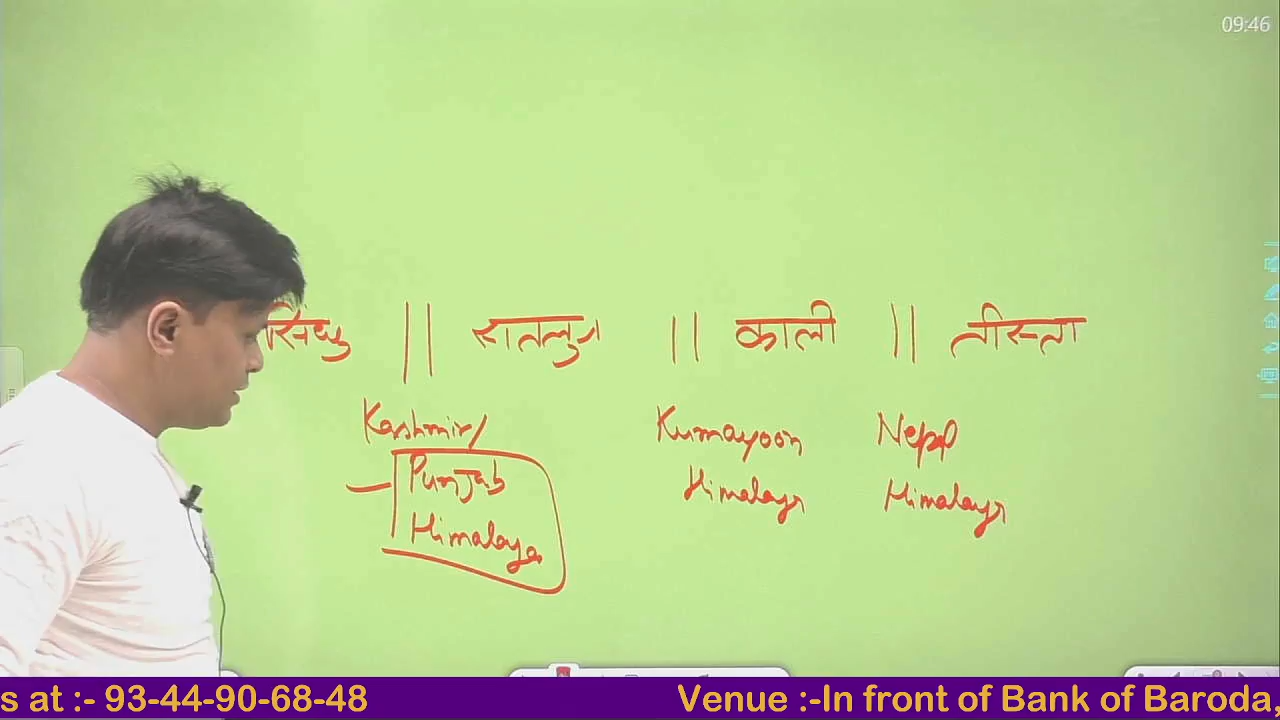 09:46
सिंधु || सतलुज || काली || तीस्ता
Kashmir/ Kumayoon Nepal
Punjab Himalaya Himalaya
Himalaya
s at :- 93-44-90-68-48 Venue :-In front of Bank of Baroda,